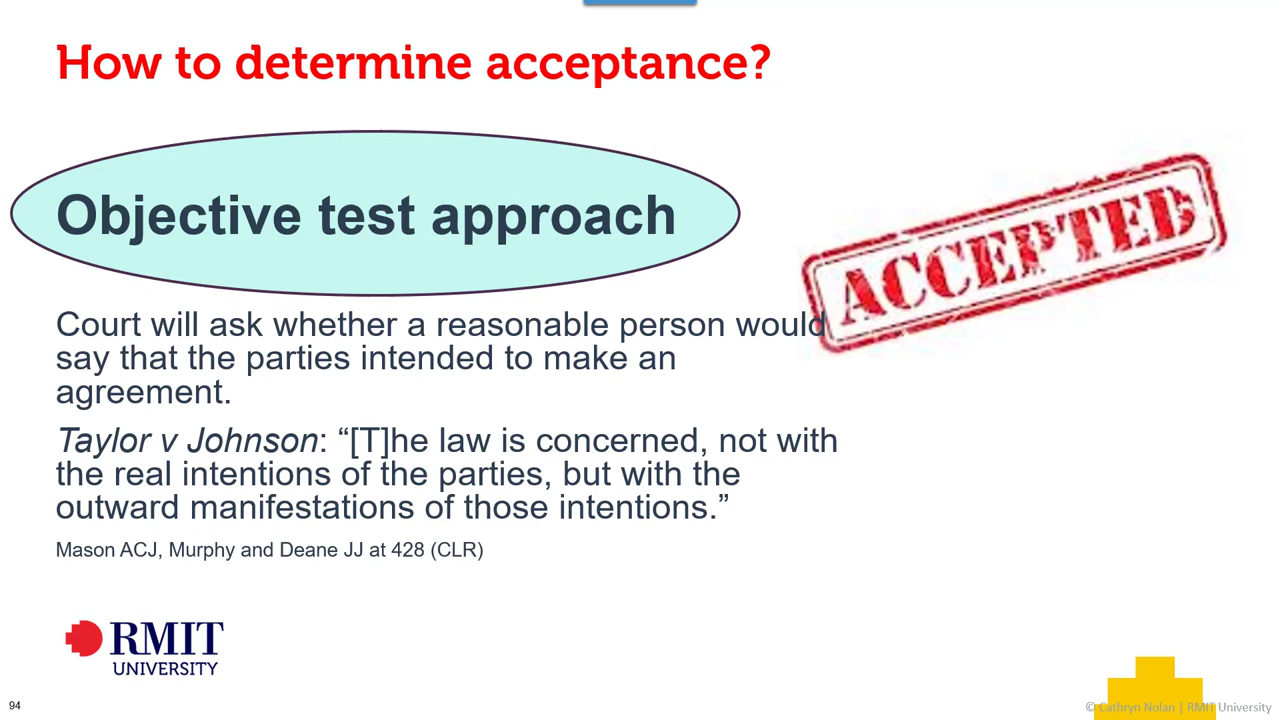 How to determine acceptance?
Objective test approach
ACCEPTED
Court will ask whether a reasonable person would
say that the parties intended to make an
agreement.
Taylor v Johnson: “[T]he law is concerned, not with
the real intentions of the parties, but with the
outward manifestations of those intentions.”
Mason ACJ, Murphy and Deane JJ at 428 (CLR)
RMIT
UNIVERSITY
94
© Cathryn Nolan | RMIT University